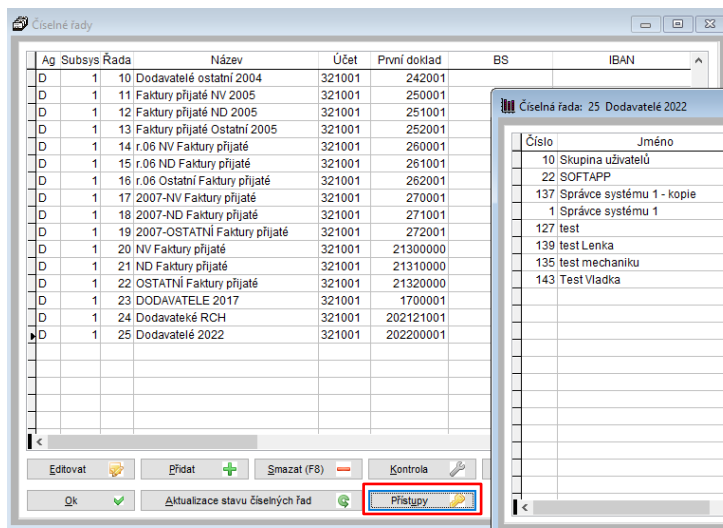 Číselné řady
Ag Subsys Řada Název Účet První doklad BS IBAN
D 1 10 Dodavatelé ostatní 2004 321001 242001
D 1 11 Faktury přijaté NV 2005 321001 250001
D 1 12 Faktury přijaté ND 2005 321001 251001
D 1 13 Faktury přijaté Ostatní 2005 321001 252001
D 1 14 r.06 NV Faktury přijaté 321001 260001
D 1 15 r.06 ND Faktury přijaté 321001 261001
D 1 16 r.06 Ostatní Faktury přijaté 321001 262001
D 1 17 2007-NV Faktury přijaté 321001 270001
D 1 18 2007-ND Faktury přijaté 321001 271001
D 1 19 2007-OSTATNÍ Faktury přijaté 321001 272001
D 1 20 NV Faktury přijaté 321001 21300000
D 1 21 ND Faktury přijaté 321001 21310000
D 1 22 OSTATNÍ Faktury přijaté 321001 21320000
D 1 23 DODAVATELE 2017 321001 1700001
D 1 24 Dodavateké RCH 321001 202121001
D 1 25 Dodavatelé 2022 321001 202200001
Editovat Přidat Smazat (F8) Kontrola
Ok Aktualizace stavu číselných řad Přístupy
Číselná řada: 25 Dodavatelé 2022
Číslo Jméno
10 Skupina uživatelů
22 SOFTAPP
137 Správce systému 1 - kopie
1 Správce systému 1
127 test
139 test Lenka
135 test mechaniku
143 Test Vladka